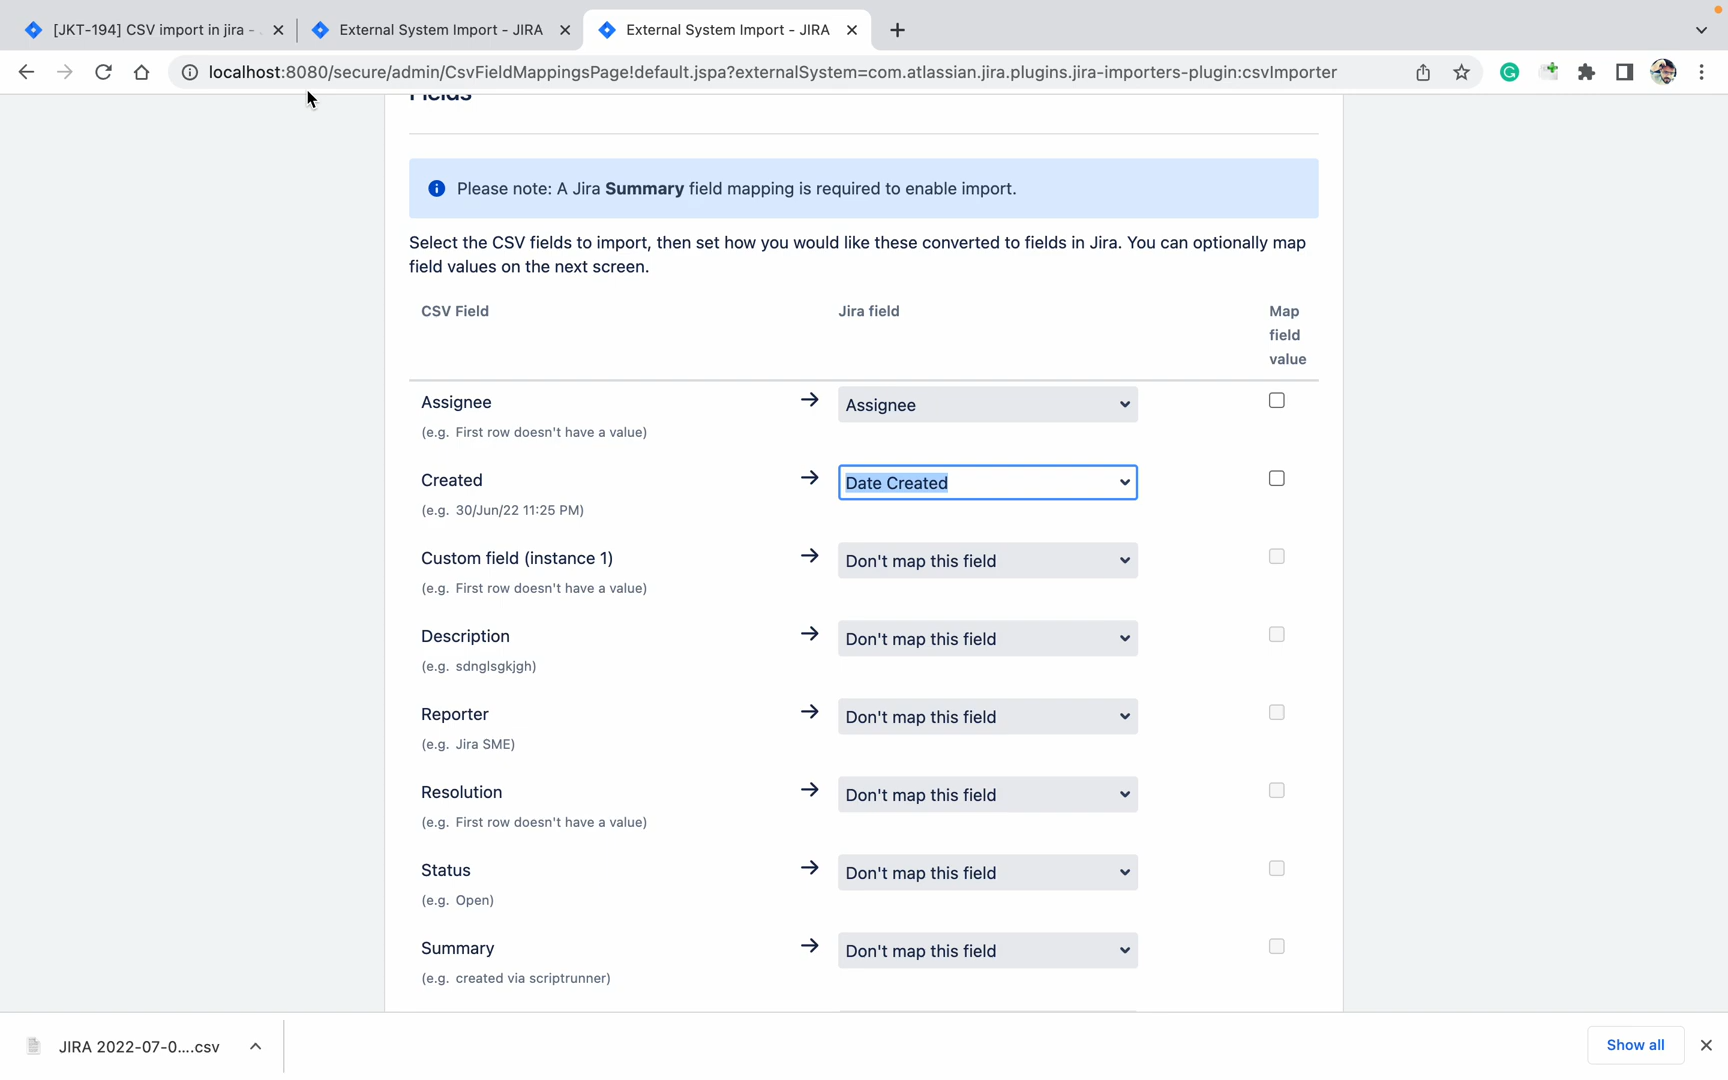 [JKT-194] CSV import in jira -
External System Import - JIRA
External System Import - JIRA
localhost:8080/secure/admin/CsvFieldMappingsPage!default.jspa?externalSystem=com.atlassian.jira.plugins.jira-importers-plugin:csvImporter
Fields
Please note: A Jira Summary field mapping is required to enable import.
Select the CSV fields to import, then set how you would like these converted to fields in Jira. You can optionally map
field values on the next screen.
CSV Field
Jira field
Map
field
value
Assignee
Assignee
(e.g. First row doesn't have a value)
Created
Date Created
(e.g. 30/Jun/22 11:25 PM)
Custom field (instance 1)
Don't map this field
(e.g. First row doesn't have a value)
Description
Don't map this field
(e.g. sdnglsgkjgh)
Reporter
Don't map this field
(e.g. Jira SME)
Resolution
Don't map this field
(e.g. First row doesn't have a value)
Status
Don't map this field
(e.g. Open)
Summary
Don't map this field
(e.g. created via scriptrunner)
JIRA 2022-07-0....csv
Show all